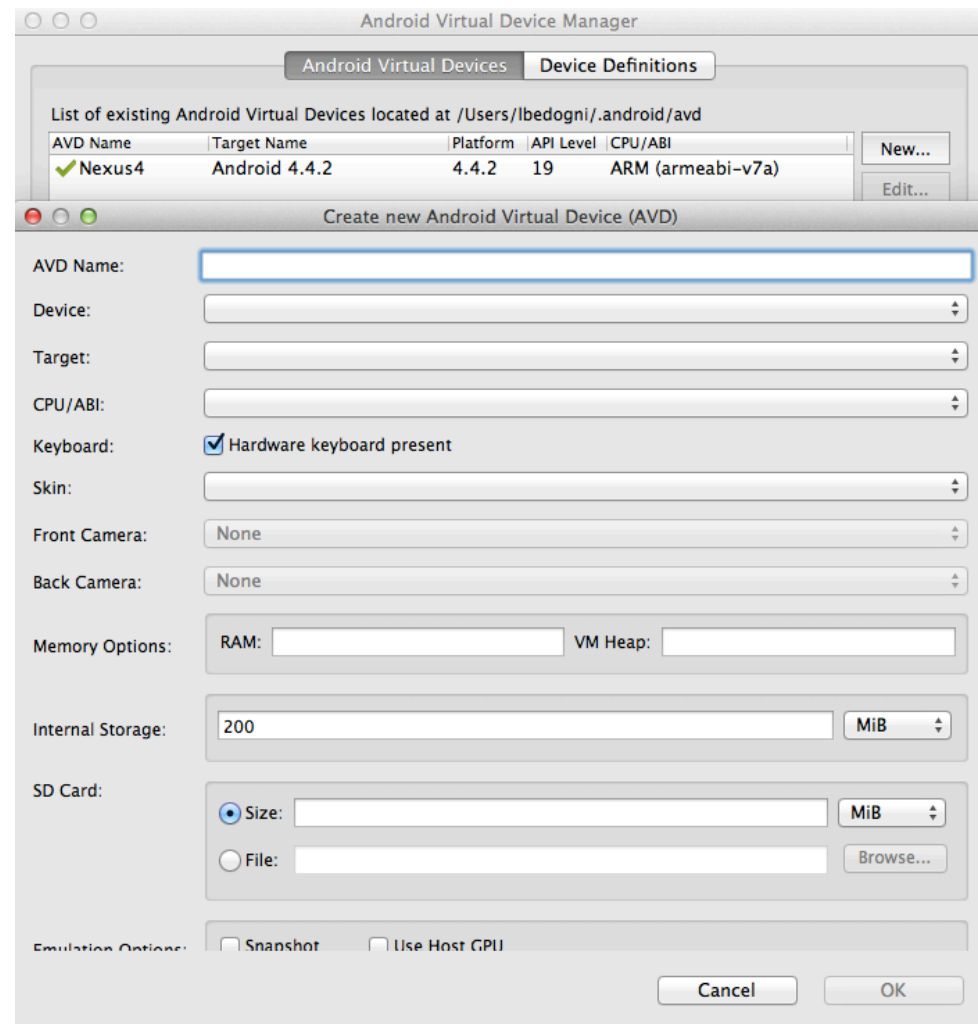 Android Virtual Device Manager
Android Virtual Devices Device Definitions
List of existing Android Virtual Devices located at /Users/lbedogni/.android/avd
AVD Name Target Name Platform API Level CPU/ABI
Nexus4 Android 4.4.2 4.4.2 19 ARM (armeabi-v7a)
New...
Edit...
Create new Android Virtual Device (AVD)
AVD Name:
Device:
Target:
CPU/ABI:
Keyboard: Hardware keyboard present
Skin:
Front Camera: None
Back Camera: None
Memory Options: RAM: VM Heap:
Internal Storage: 200 MiB
SD Card:
Size: MiB
File: Browse...
Emulation Options: Snapshot Use Host GPU
Cancel OK